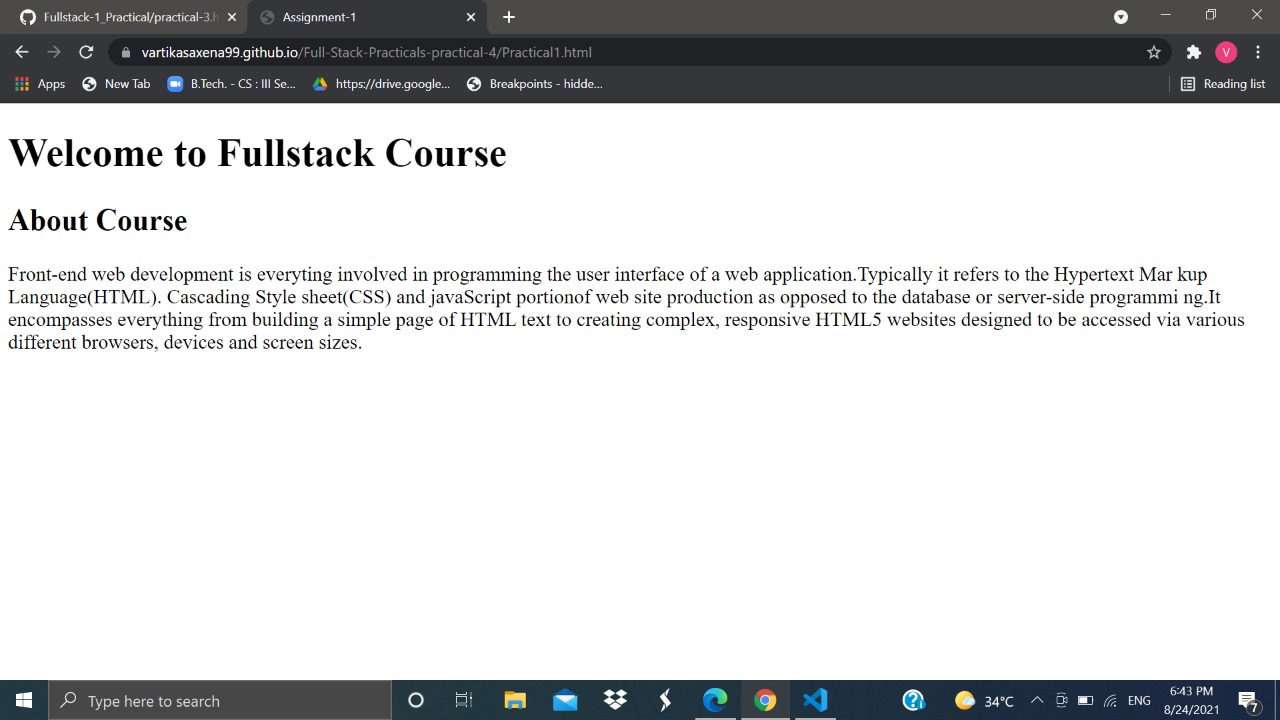 Fullstack-1_Practical/practical-3.h
Assignment-1
vartikasaxena99.github.io/Full-Stack-Practicals-practical-4/Practical1.html
V
Apps
New Tab
B.Tech. - CS : III Se...
https://drive.google...
Breakpoints - hidde...
Reading list
Welcome to Fullstack Course
About Course
Front-end web development is everyting involved in programming the user interface of a web application.Typically it refers to the Hypertext Mar kup
Language(HTML). Cascading Style sheet(CSS) and javaScript portionof web site production as opposed to the database or server-side programmi ng.It
encompasses everything from building a simple page of HTML text to creating complex, responsive HTML5 websites designed to be accessed via various
different browsers, devices and screen sizes.
Type here to search
34°C
ENG
6:43 PM
8/24/2021
7